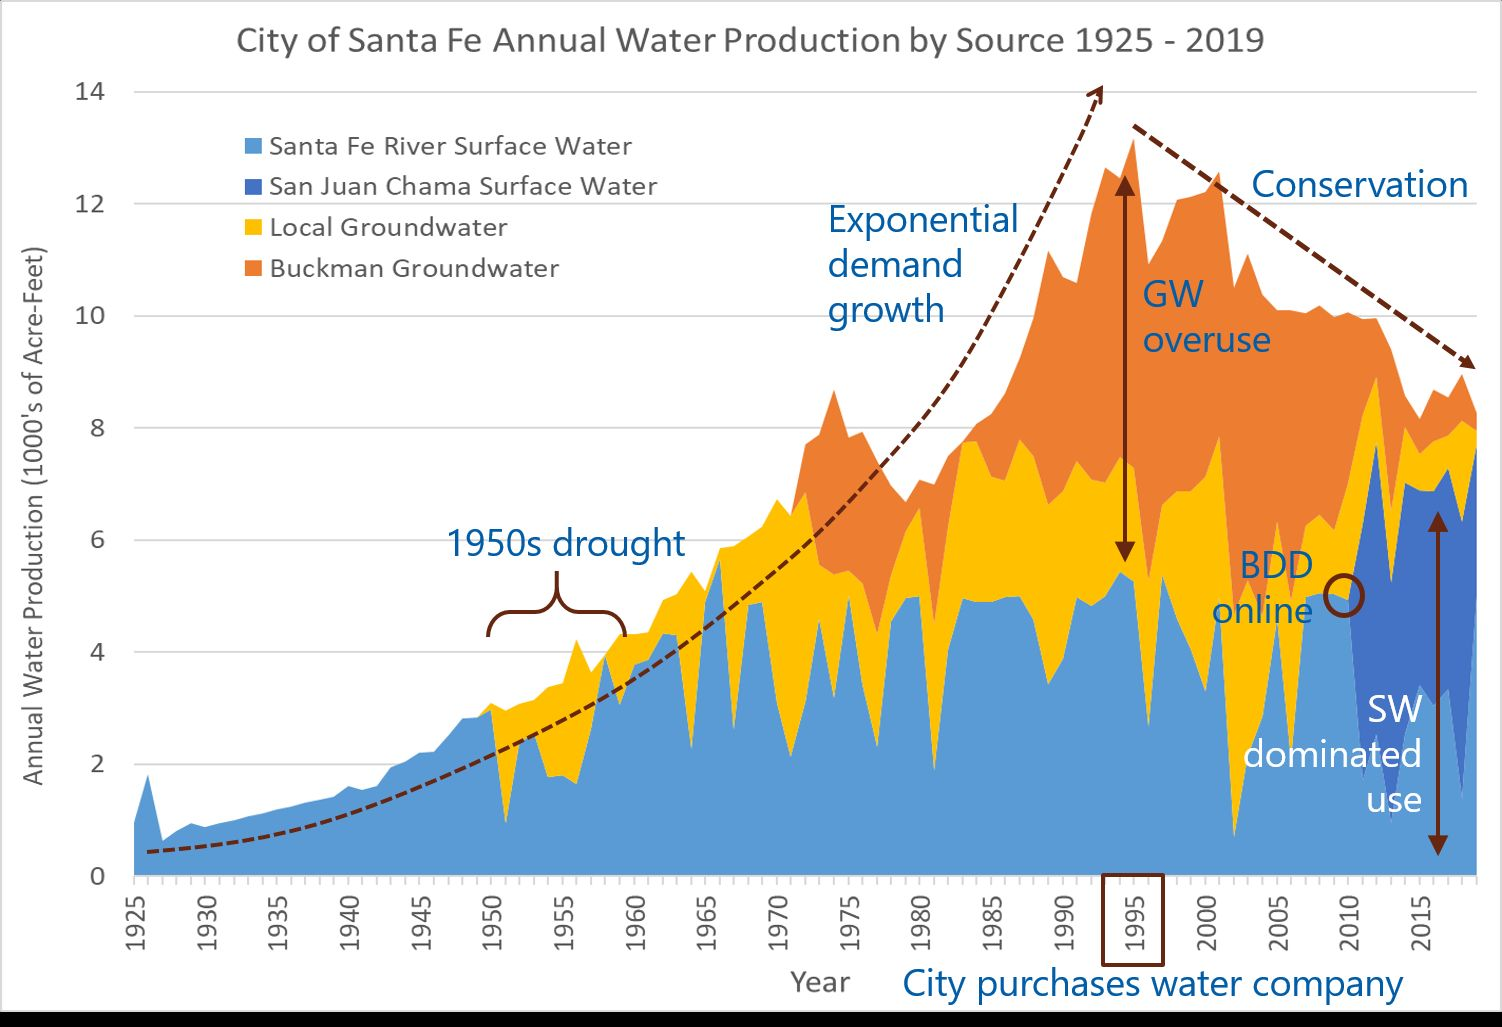 City of Santa Fe Annual Water Production by Source 1925 - 2019
14
12
10
8
6
4
2
0
Annual Water Production (1000's of Acre-Feet)
Santa Fe River Surface Water
San Juan Chama Surface Water
Local Groundwater
Buckman Groundwater
Exponential
demand
growth
Conservation
GW
overuse
1950s drought
BDD
online
SW
dominated
use
1925
1930
1935
1940
1945
1950
1955
1960
1965
1970
1975
1980
1985
1990
1995
2000
2005
2010
2015
Year
City purchases water company